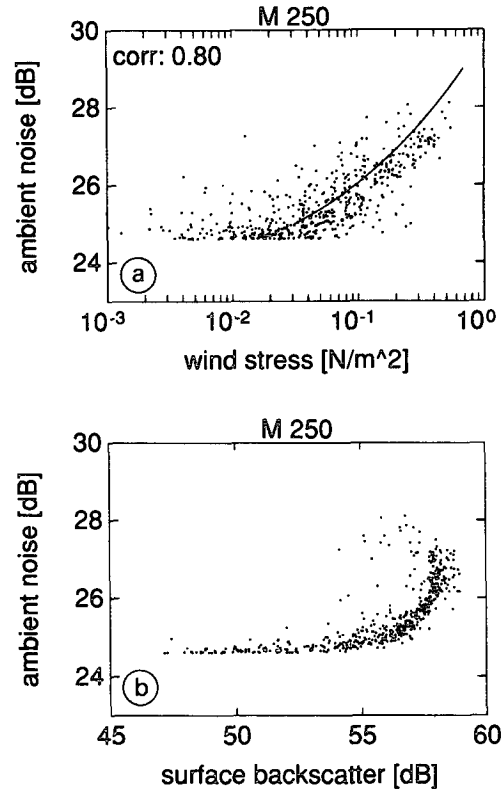 M 250
30
corr: 0.80
28
26
24
ambient noise [dB]
a
10-3
10-2
10-1
100
wind stress [N/m^2]
M 250
30
28
26
24
ambient noise [dB]
b
45
50
55
60
surface backscatter [dB]